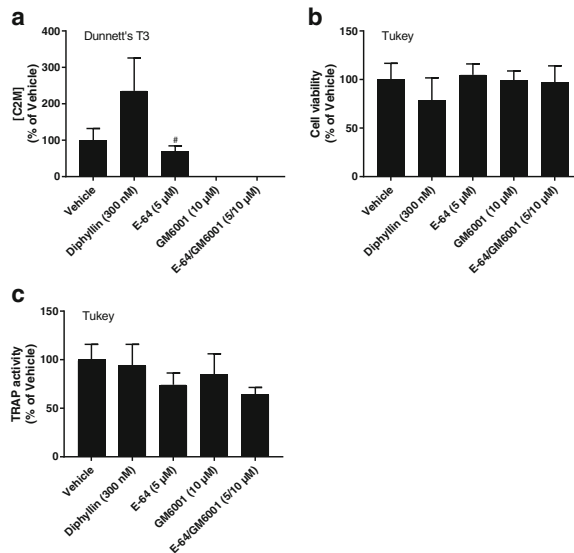 a
Dunnett's T3
[C2M]
(% of Vehicle)
400
300
200
100
0
#
Vehicle
Diphyllin (300 nM)
E-64 (5 µM)
GM6001 (10 µM)
E-64/GM6001 (5/10 µM)
b
Tukey
Cell viability
(% of Vehicle)
150
100
50
0
Vehicle
Diphyllin (300 nM)
E-64 (5 µM)
GM6001 (10 µM)
E-64/GM6001 (5/10 µM)
c
Tukey
TRAP activity
(% of Vehicle)
150
100
50
0
Vehicle
Diphyllin (300 nM)
E-64 (5 µM)
GM6001 (10 µM)
E-64/GM6001 (5/10 µM)